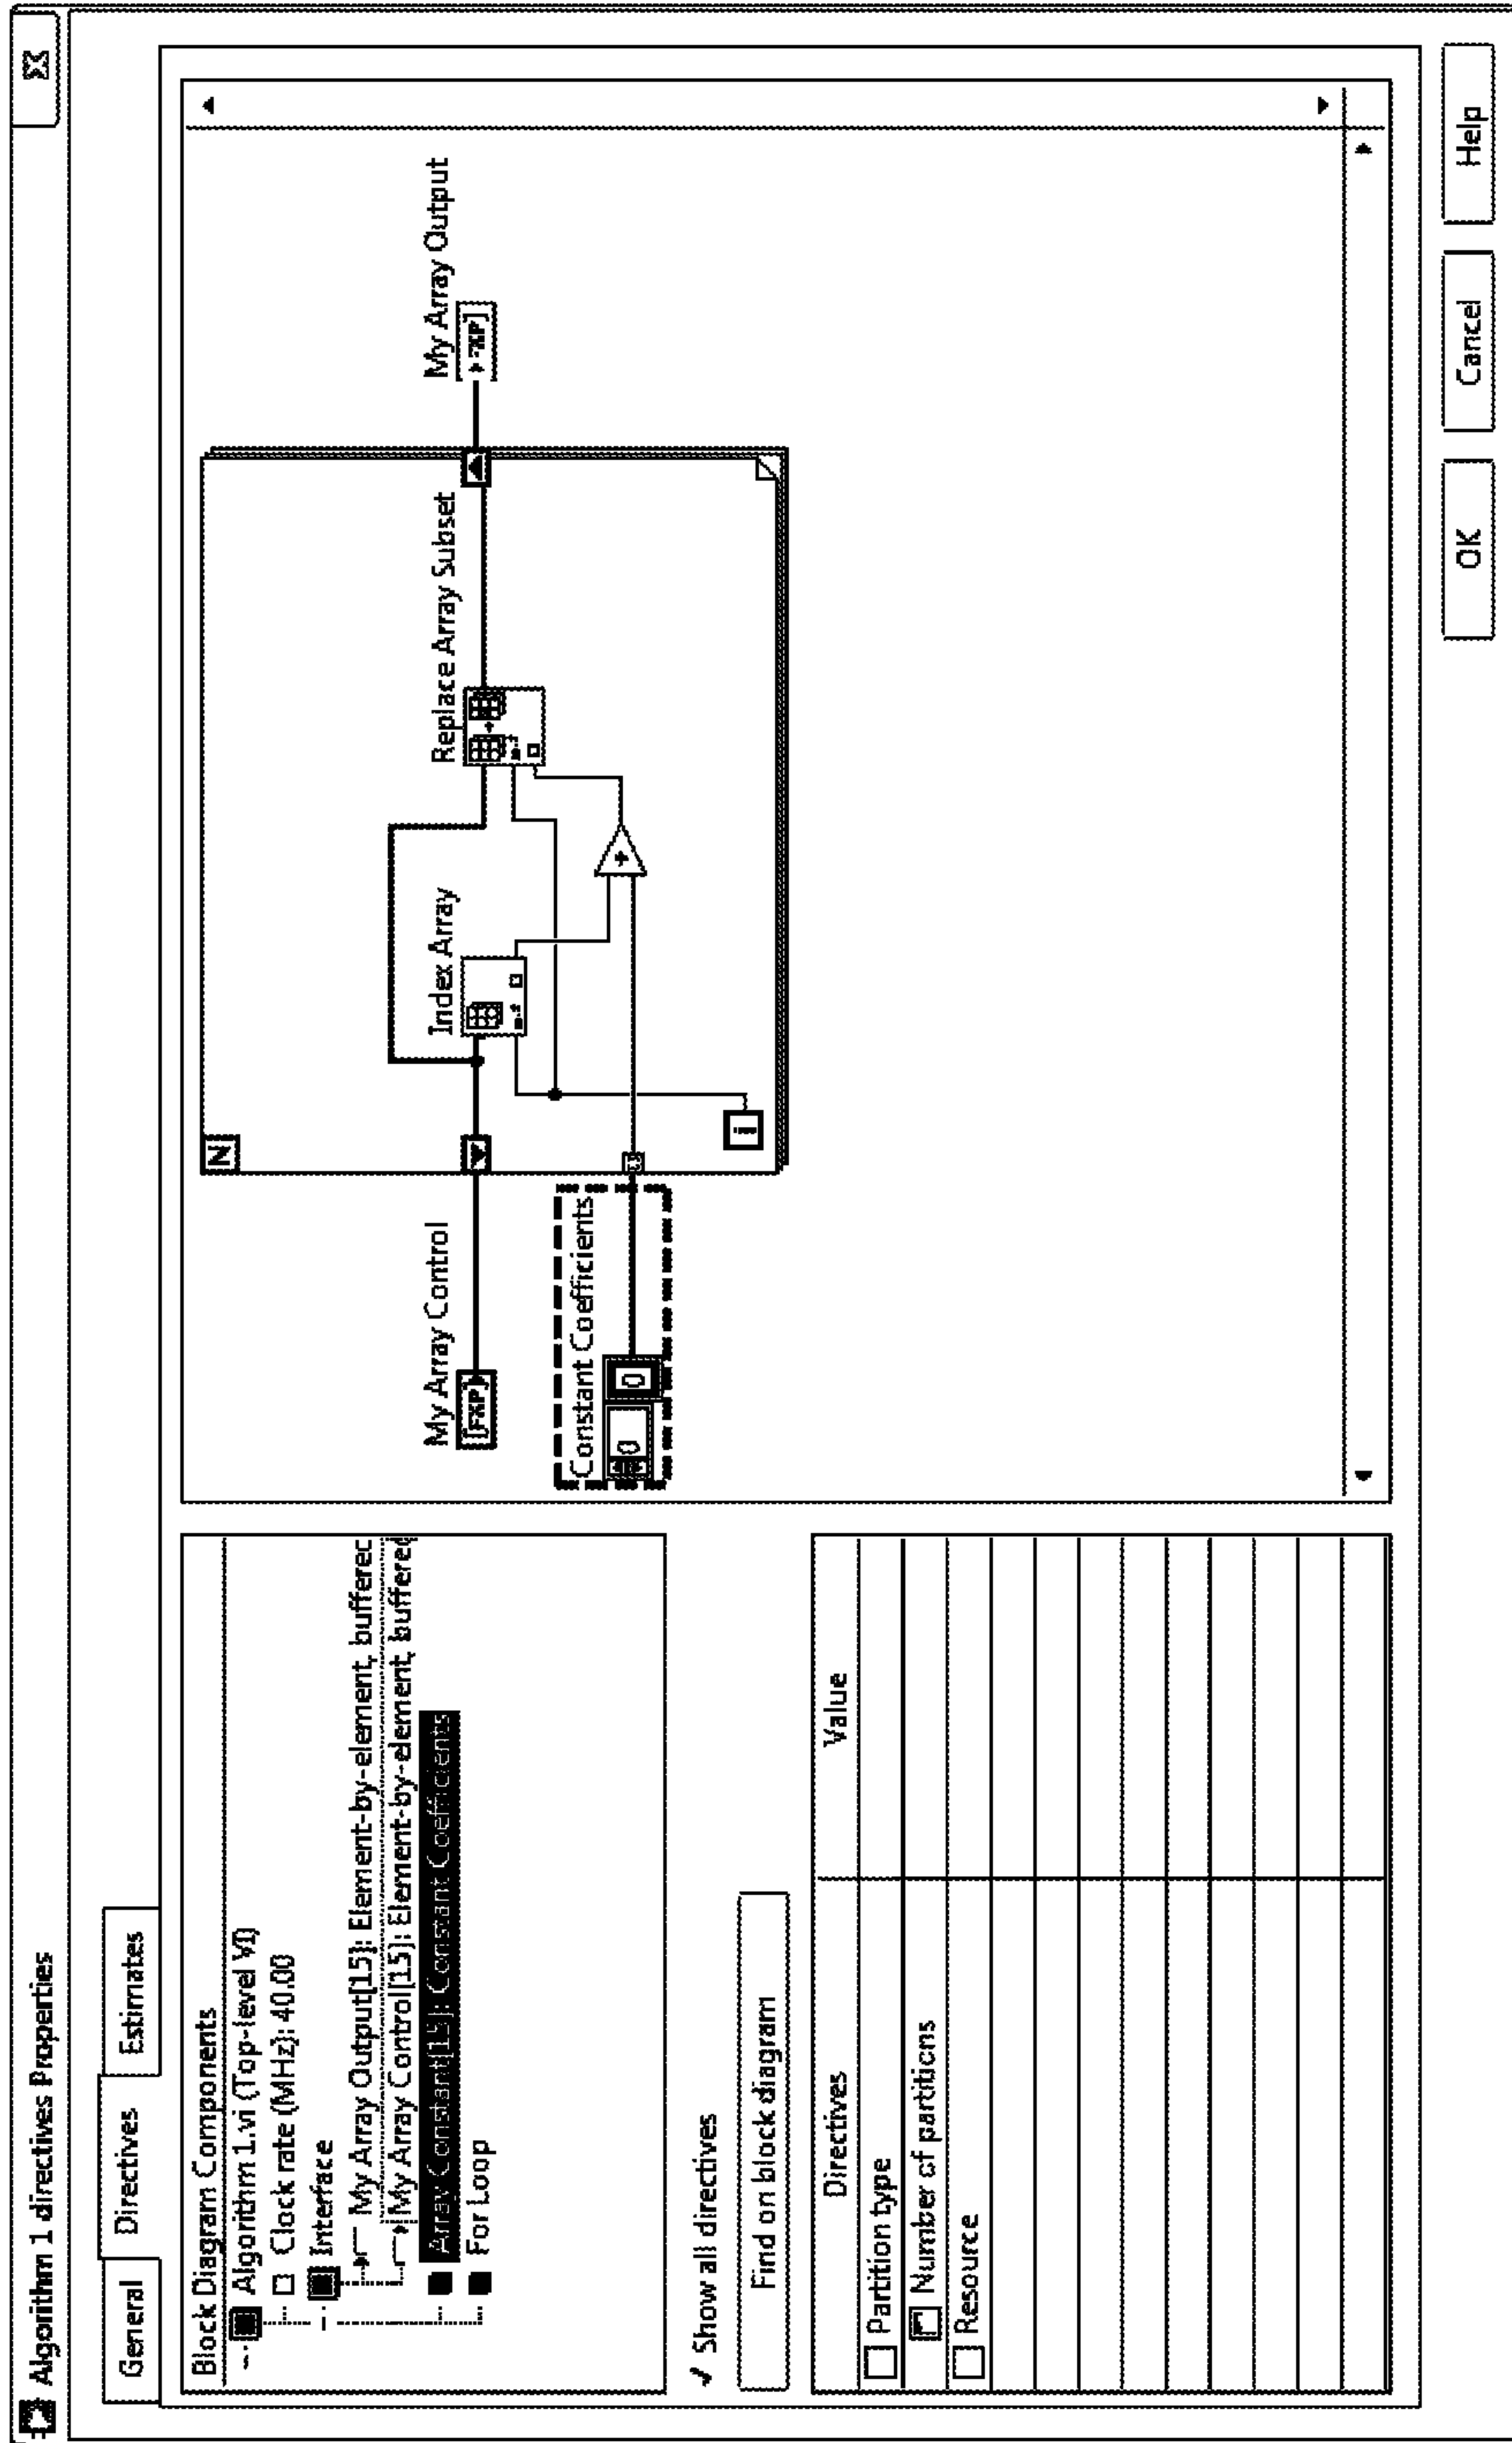 Algorithm 1 directives Properties
General
Directives
Estimates
Block Diagram Components
Algorithm 1.vi (Top-level VI)
Clock rate (MHz): 40.00
Interface
My Array Output[15]: Element-by-element, buffered
My Array Control[15]: Element-by-element, buffered
Array Constant[15]: Constant Coefficients
For Loop
✓ Show all directives
Find on block diagram
Directives
Value
Partition type
Number of partitions
Resource
N
My Array Control
[FXP]
Index Array
Replace Array Subset
My Array Output
Constant Coefficients
0
0
+
i
OK
Cancel
Help